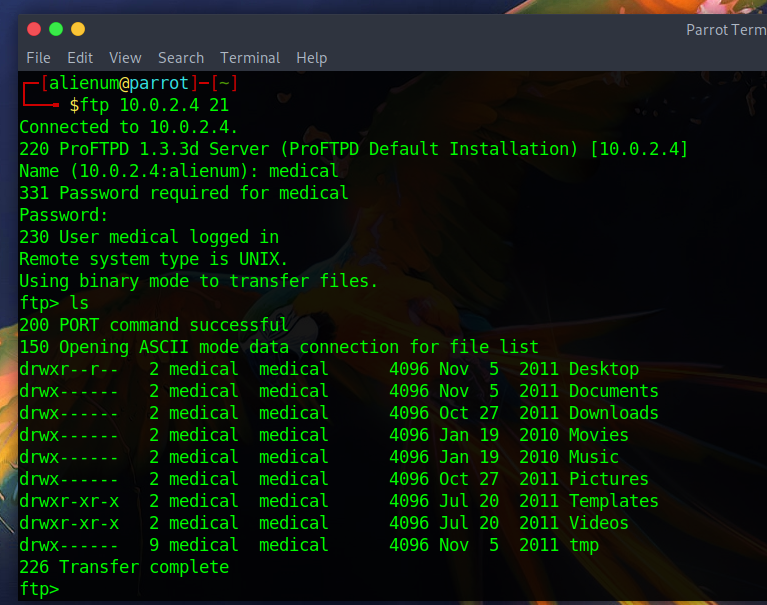 Parrot Term
File Edit View Search Terminal Help
┌─[alienum@parrot]─[~]
└──╼ $ftp 10.0.2.4 21
Connected to 10.0.2.4.
220 ProFTPD 1.3.3d Server (ProFTPD Default Installation) [10.0.2.4]
Name (10.0.2.4:alienum): medical
331 Password required for medical
Password:
230 User medical logged in
Remote system type is UNIX.
Using binary mode to transfer files.
ftp> ls
200 PORT command successful
150 Opening ASCII mode data connection for file list
drwxr--r--   2 medical  medical      4096 Nov  5  2011 Desktop
drwx------   2 medical  medical      4096 Nov  5  2011 Documents
drwx------   2 medical  medical      4096 Oct 27  2011 Downloads
drwx------   2 medical  medical      4096 Jan 19  2010 Movies
drwx------   2 medical  medical      4096 Jan 19  2010 Music
drwx------   2 medical  medical      4096 Oct 27  2011 Pictures
drwxr-xr-x   2 medical  medical      4096 Jul 20  2011 Templates
drwxr-xr-x   2 medical  medical      4096 Jul 20  2011 Videos
drwx------   9 medical  medical      4096 Nov  5  2011 tmp
226 Transfer complete
ftp>